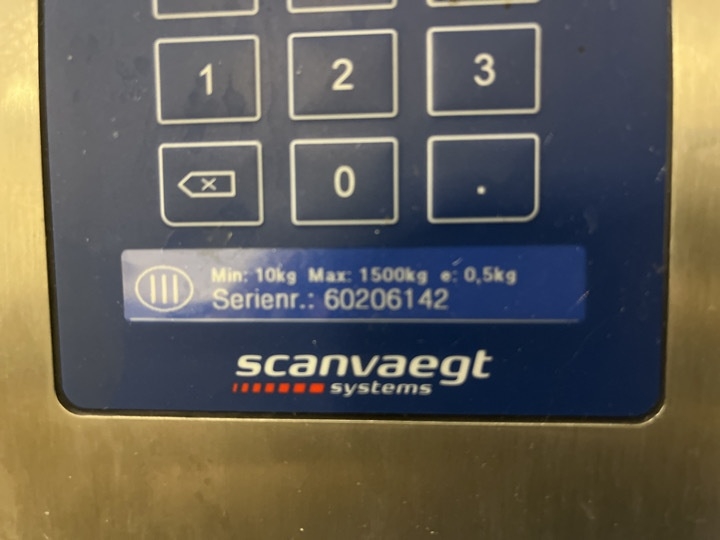 1 2 3
0 .
III Min: 10kg Max: 1500kg e: 0,5kg
Serienr.: 60206142
scanvaegt
systems